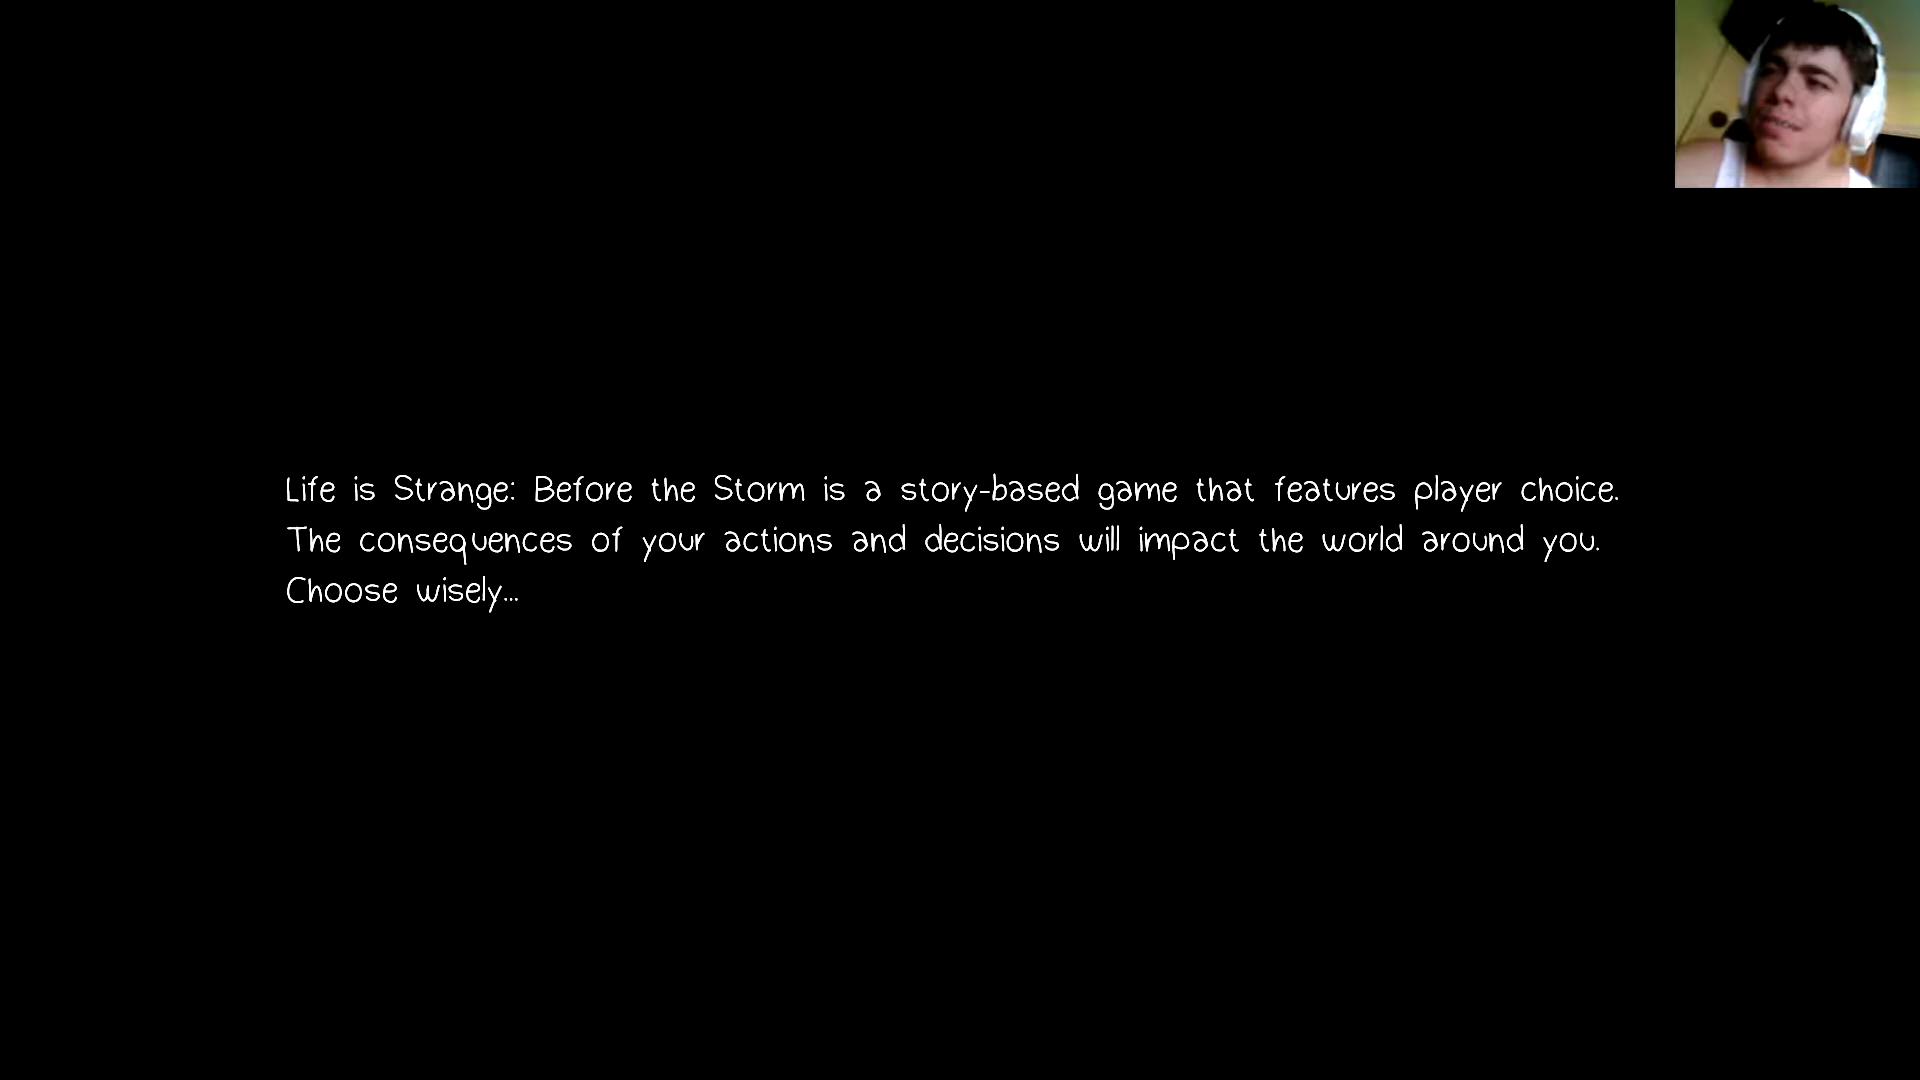 Life is Strange: Before the Storm is a story-based game that features player choice.
The consequences of your actions and decisions will impact the world around you.
Choose wisely...